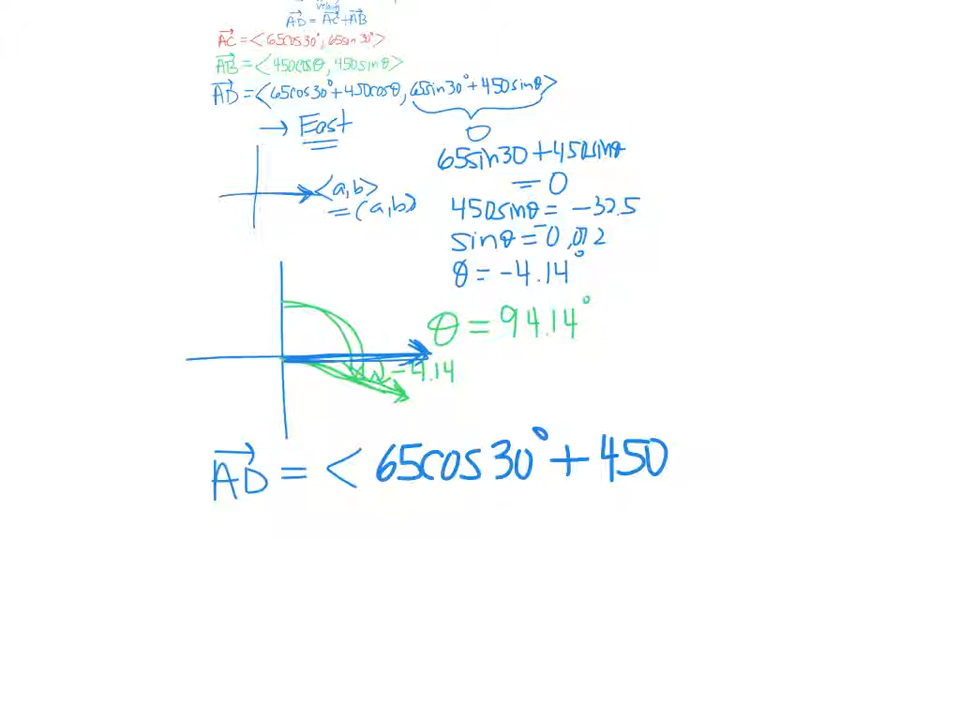 velocity
AD = AC + AB
AC = <65cos30°, 65sin30°>
AB = <450cosθ, 450sinθ>
AD = <65cos30° + 450cosθ, 65sin30° + 450sinθ>
→ East
0
65sin30 + 450sinθ
= 0
<a,b>
= (a,b)
450sinθ = -32.5
sinθ = -0.072
θ = -4.14°
θ = 94.14°
-4.14
AD = < 65cos30° + 450